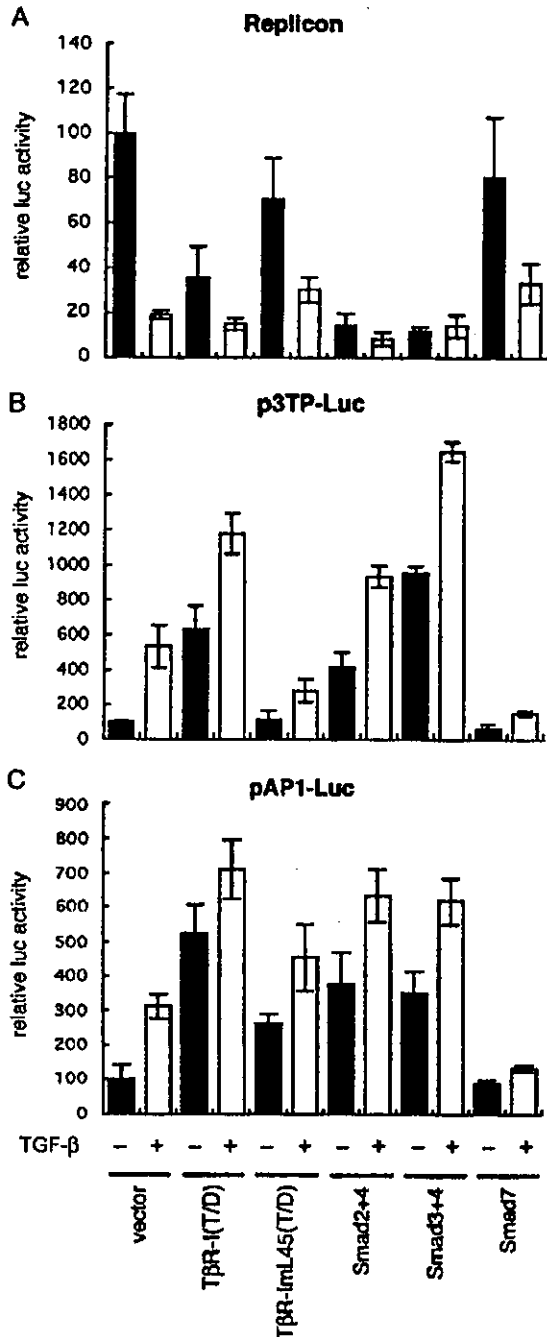 A
Replicon
140
120
100
80
60
40
20
0
relative luc activity
B
p3TP-Luc
1800
1600
1400
1200
1000
800
600
400
200
0
relative luc activity
C
pAP1-Luc
900
800
700
600
500
400
300
200
100
0
relative luc activity
TGF-β − + − + − + − + − + − +
vector
TβR-I(T/D)
TβR-ImL45(T/D)
Smad2+4
Smad3+4
Smad7